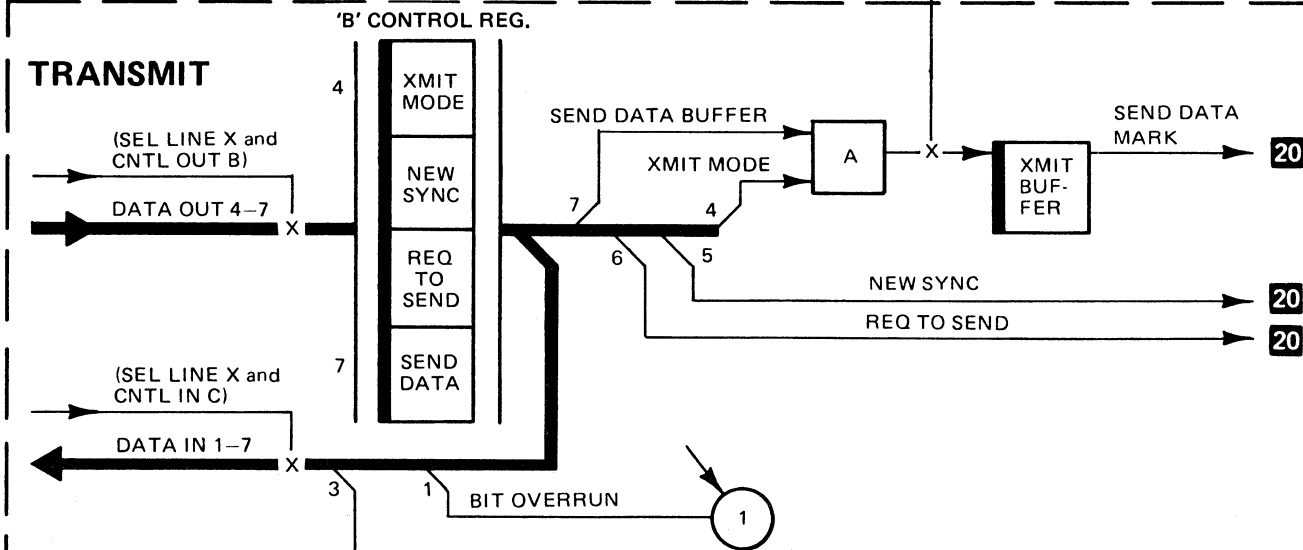 'B' CONTROL REG.
TRANSMIT
4
XMIT
MODE
(SEL LINE X and
CNTL OUT B)
DATA OUT 4–7
X
NEW
SYNC
REQ
TO
SEND
7
SEND
DATA
SEND DATA BUFFER
XMIT MODE
7
4
6
5
A
X
XMIT
BUF-
FER
SEND DATA
MARK
20
NEW SYNC
20
REQ TO SEND
20
(SEL LINE X and
CNTL IN C)
DATA IN 1–7
X
3
1
BIT OVERRUN
1